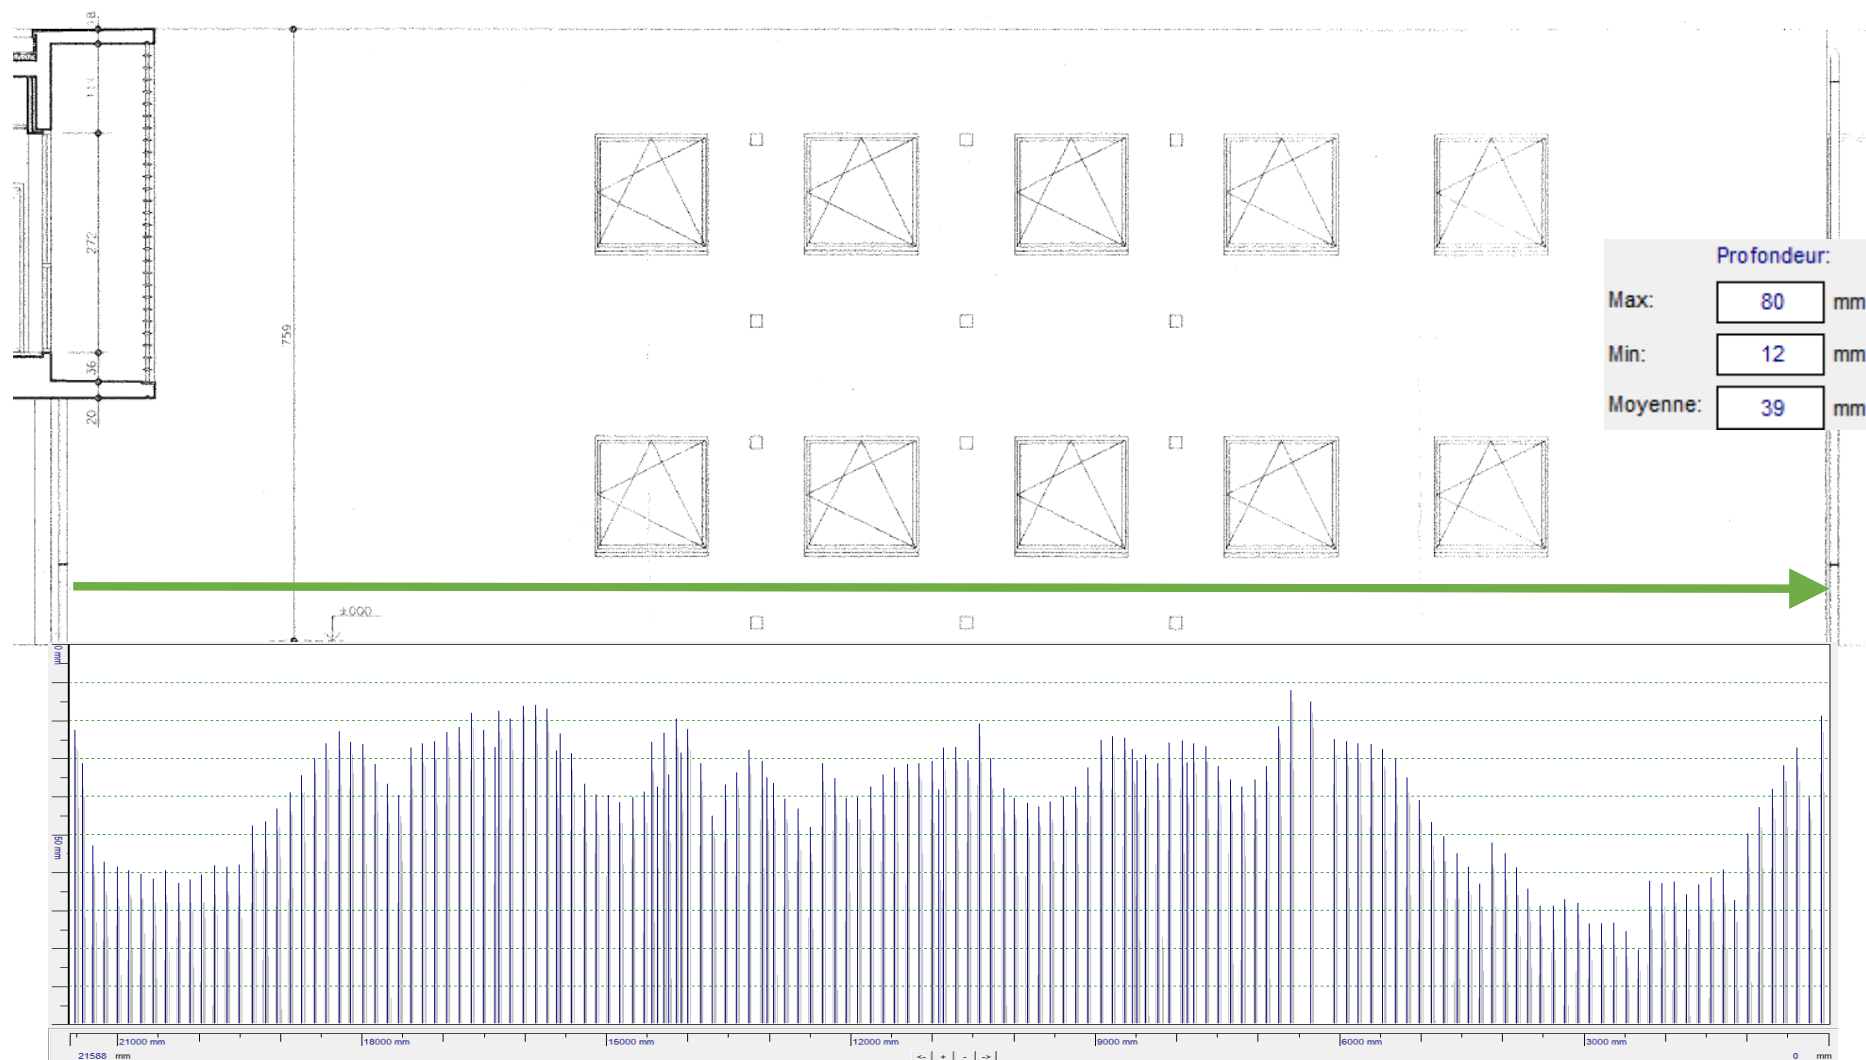 18
272
36
20
759
±000
Profondeur:
Max: 80 mm
Min: 12 mm
Moyenne: 39 mm
0 mm
50 mm
21000 mm 18000 mm 15000 mm 12000 mm 9000 mm 6000 mm 3000 mm
21588 mm <- + - -> 0 mm